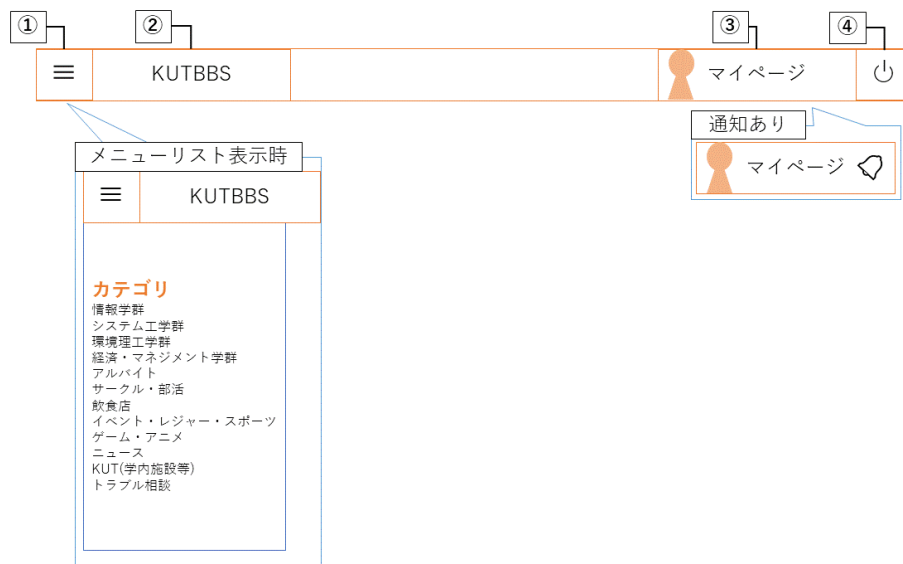 ① ② ③ ④
KUTBBS
マイページ
通知あり
マイページ
メニューリスト表示時
KUTBBS
カテゴリ
情報学群
システム工学群
環境理工学群
経済・マネジメント学群
アルバイト
サークル・部活
飲食店
イベント・レジャー・スポーツ
ゲーム・アニメ
ニュース
KUT(学内施設等)
トラブル相談